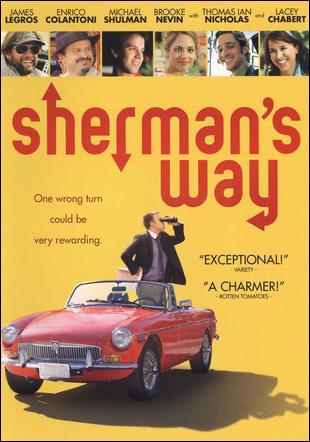 JAMES ENRICO MICHAEL BROOKE THOMAS IAN LACEY
LEGROS COLANTONI SHULMAN NEVIN with NICHOLAS and CHABERT
sherman's
way
One wrong turn
could be
very rewarding.
"EXCEPTIONAL!"
- VARIETY -
"A CHARMER!"
- ROTTEN TOMATOES -